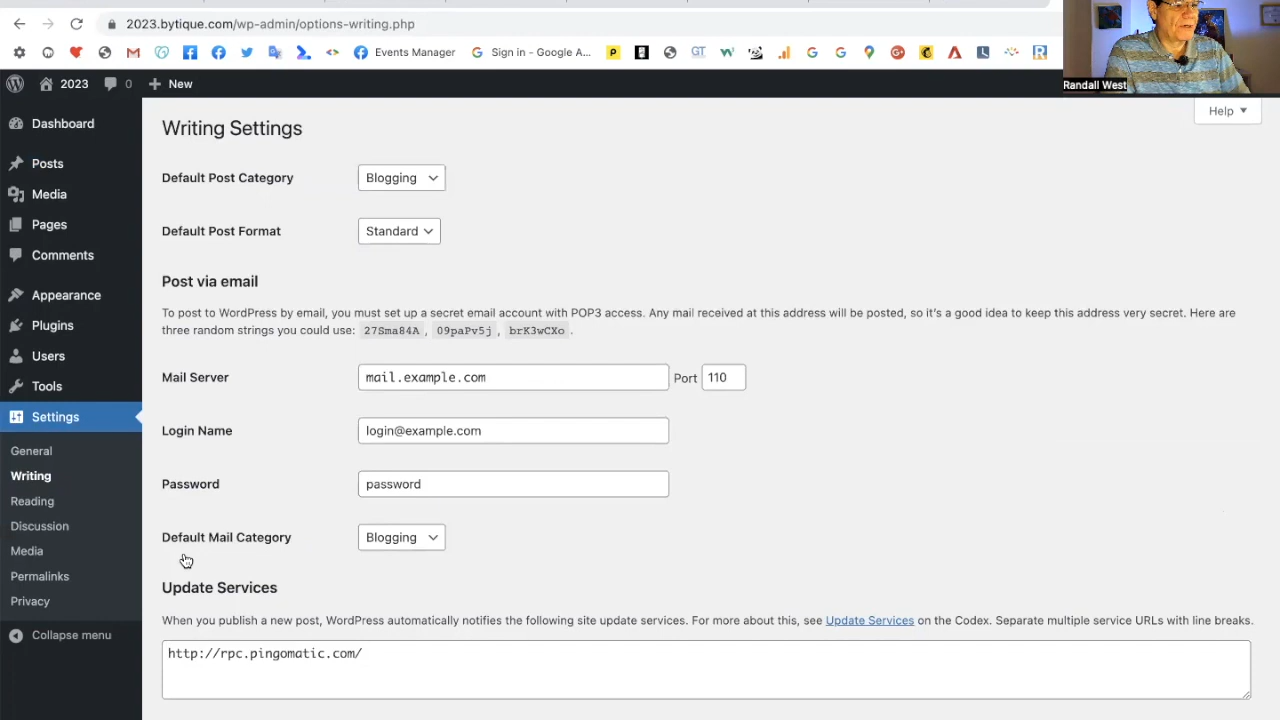 2023.bytique.com/wp-admin/options-writing.php
Events Manager
Sign in - Google A...
GT
Randall West
2023
0
New
Help
Dashboard
Posts
Media
Pages
Comments
Appearance
Plugins
Users
Tools
Settings
General
Writing
Reading
Discussion
Media
Permalinks
Privacy
Collapse menu
Writing Settings
Default Post Category Blogging
Default Post Format Standard
Post via email
To post to WordPress by email, you must set up a secret email account with POP3 access. Any mail received at this address will be posted, so it's a good idea to keep this address very secret. Here are
three random strings you could use: 27Sma84A , 09paPv5j , brK3wCXo .
Mail Server mail.example.com Port 110
Login Name login@example.com
Password password
Default Mail Category Blogging
Update Services
When you publish a new post, WordPress automatically notifies the following site update services. For more about this, see Update Services on the Codex. Separate multiple service URLs with line breaks.
http://rpc.pingomatic.com/